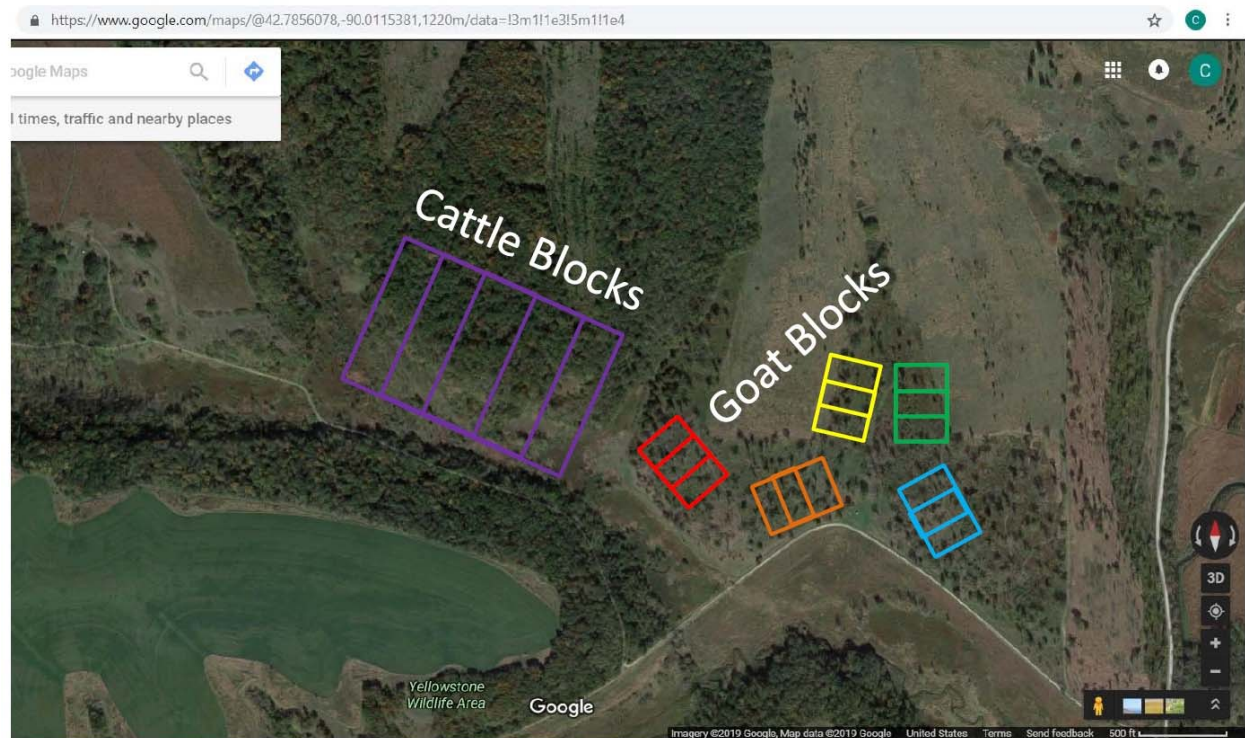 https://www.google.com/maps/@42.7856078,-90.0115381,1220m/data=!3m1!1e3!5m1!1e4
C
oogle Maps
C
l times, traffic and nearby places
Cattle Blocks
Goat Blocks
3D
Yellowstone
Wildlife Area
Google
Imagery ©2019 Google, Map data ©2019 Google United States Terms Send feedback 500 ft